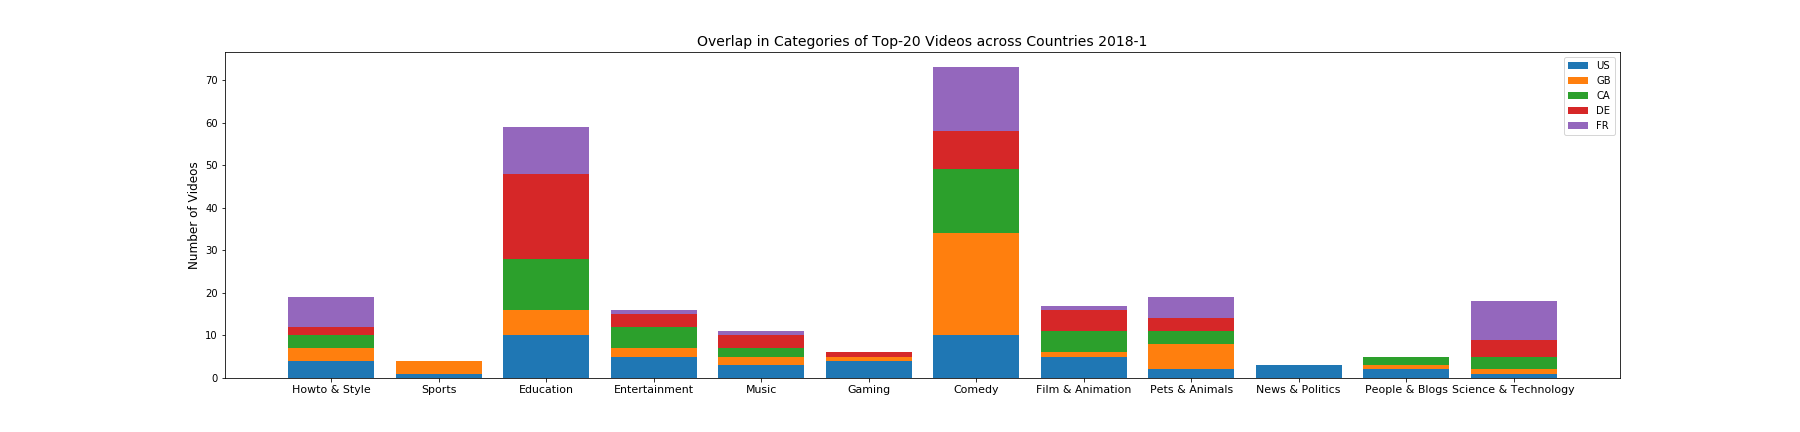 Overlap in Categories of Top-20 Videos across Countries 2018-1
US
GB
CA
DE
FR
Number of Videos
70
60
50
40
30
20
10
0
Howto & Style
Sports
Education
Entertainment
Music
Gaming
Comedy
Film & Animation
Pets & Animals
News & Politics
People & Blogs
Science & Technology